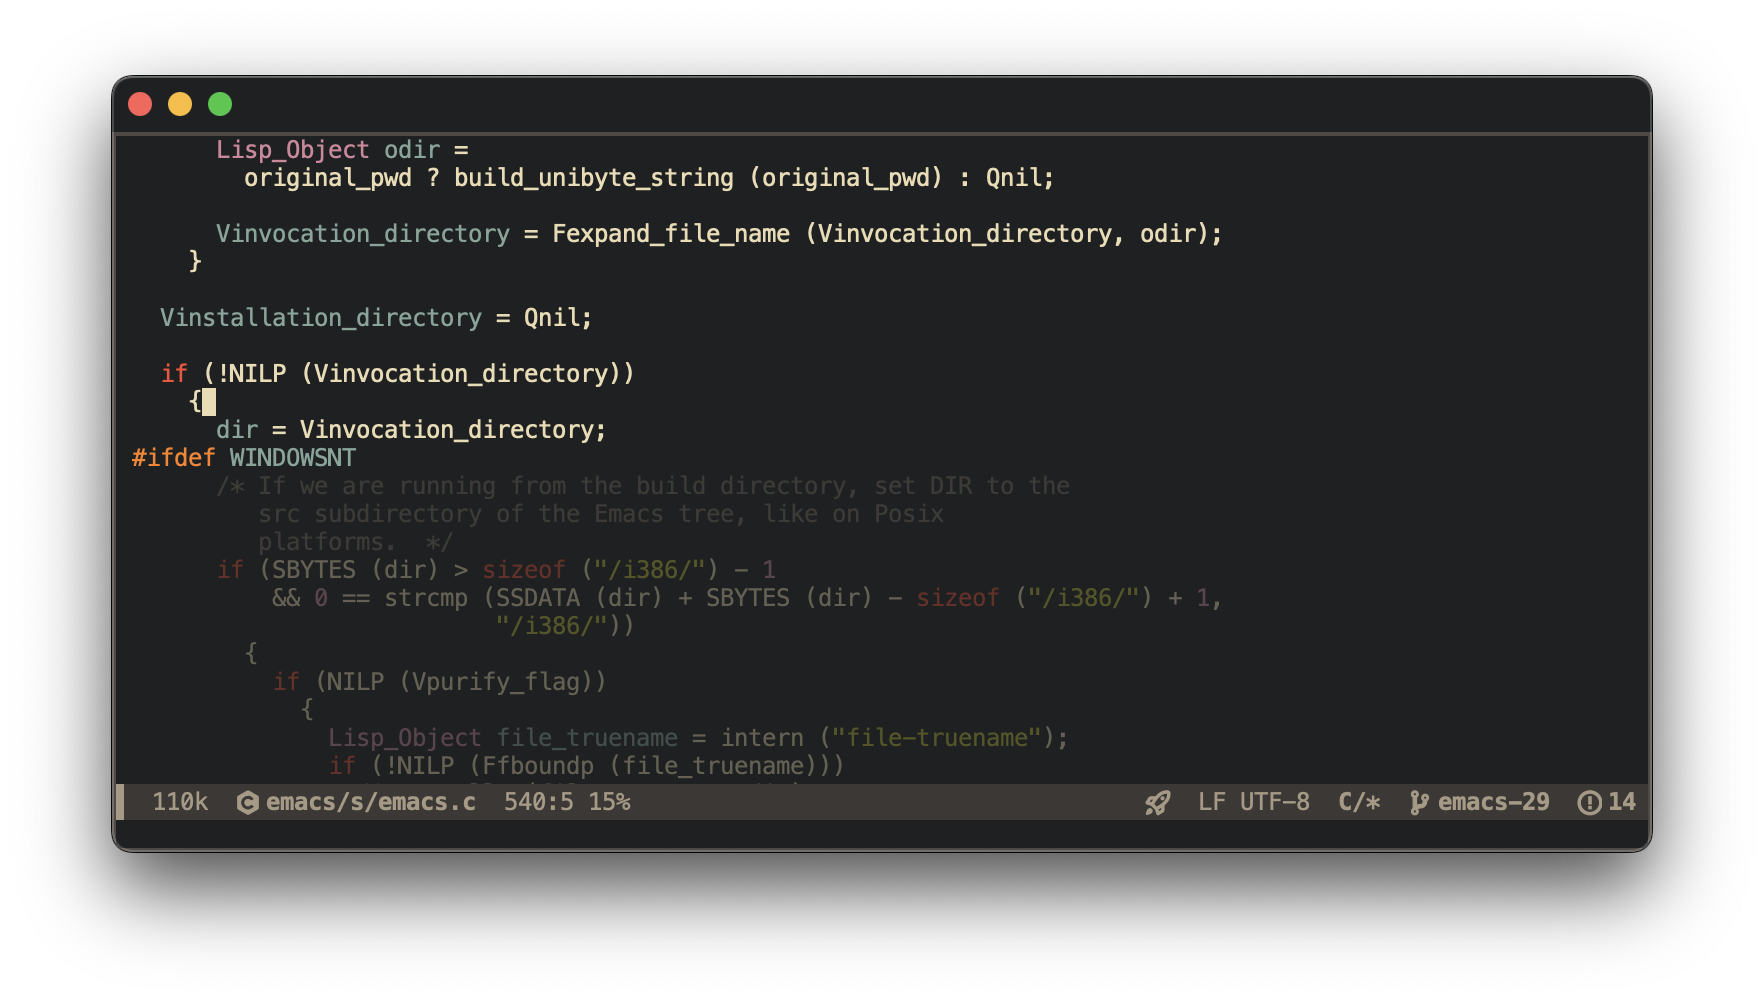 Lisp_Object odir =
        original_pwd ? build_unibyte_string (original_pwd) : Qnil;
      Vinvocation_directory = Fexpand_file_name (Vinvocation_directory, odir);
    }
  Vinstallation_directory = Qnil;
  if (!NILP (Vinvocation_directory))
    {
      dir = Vinvocation_directory;
#ifdef WINDOWSNT
      /* If we are running from the build directory, set DIR to the
         src subdirectory of the Emacs tree, like on Posix
         platforms.  */
      if (SBYTES (dir) > sizeof ("/i386/") - 1
          && 0 == strcmp (SSDATA (dir) + SBYTES (dir) - sizeof ("/i386/") + 1,
                          "/i386/"))
        {
          if (NILP (Vpurify_flag))
            {
              Lisp_Object file_truename = intern ("file-truename");
              if (!NILP (Ffboundp (file_truename)))
110k emacs/s/emacs.c 540:5 15% LF UTF-8 C/* emacs-29 14